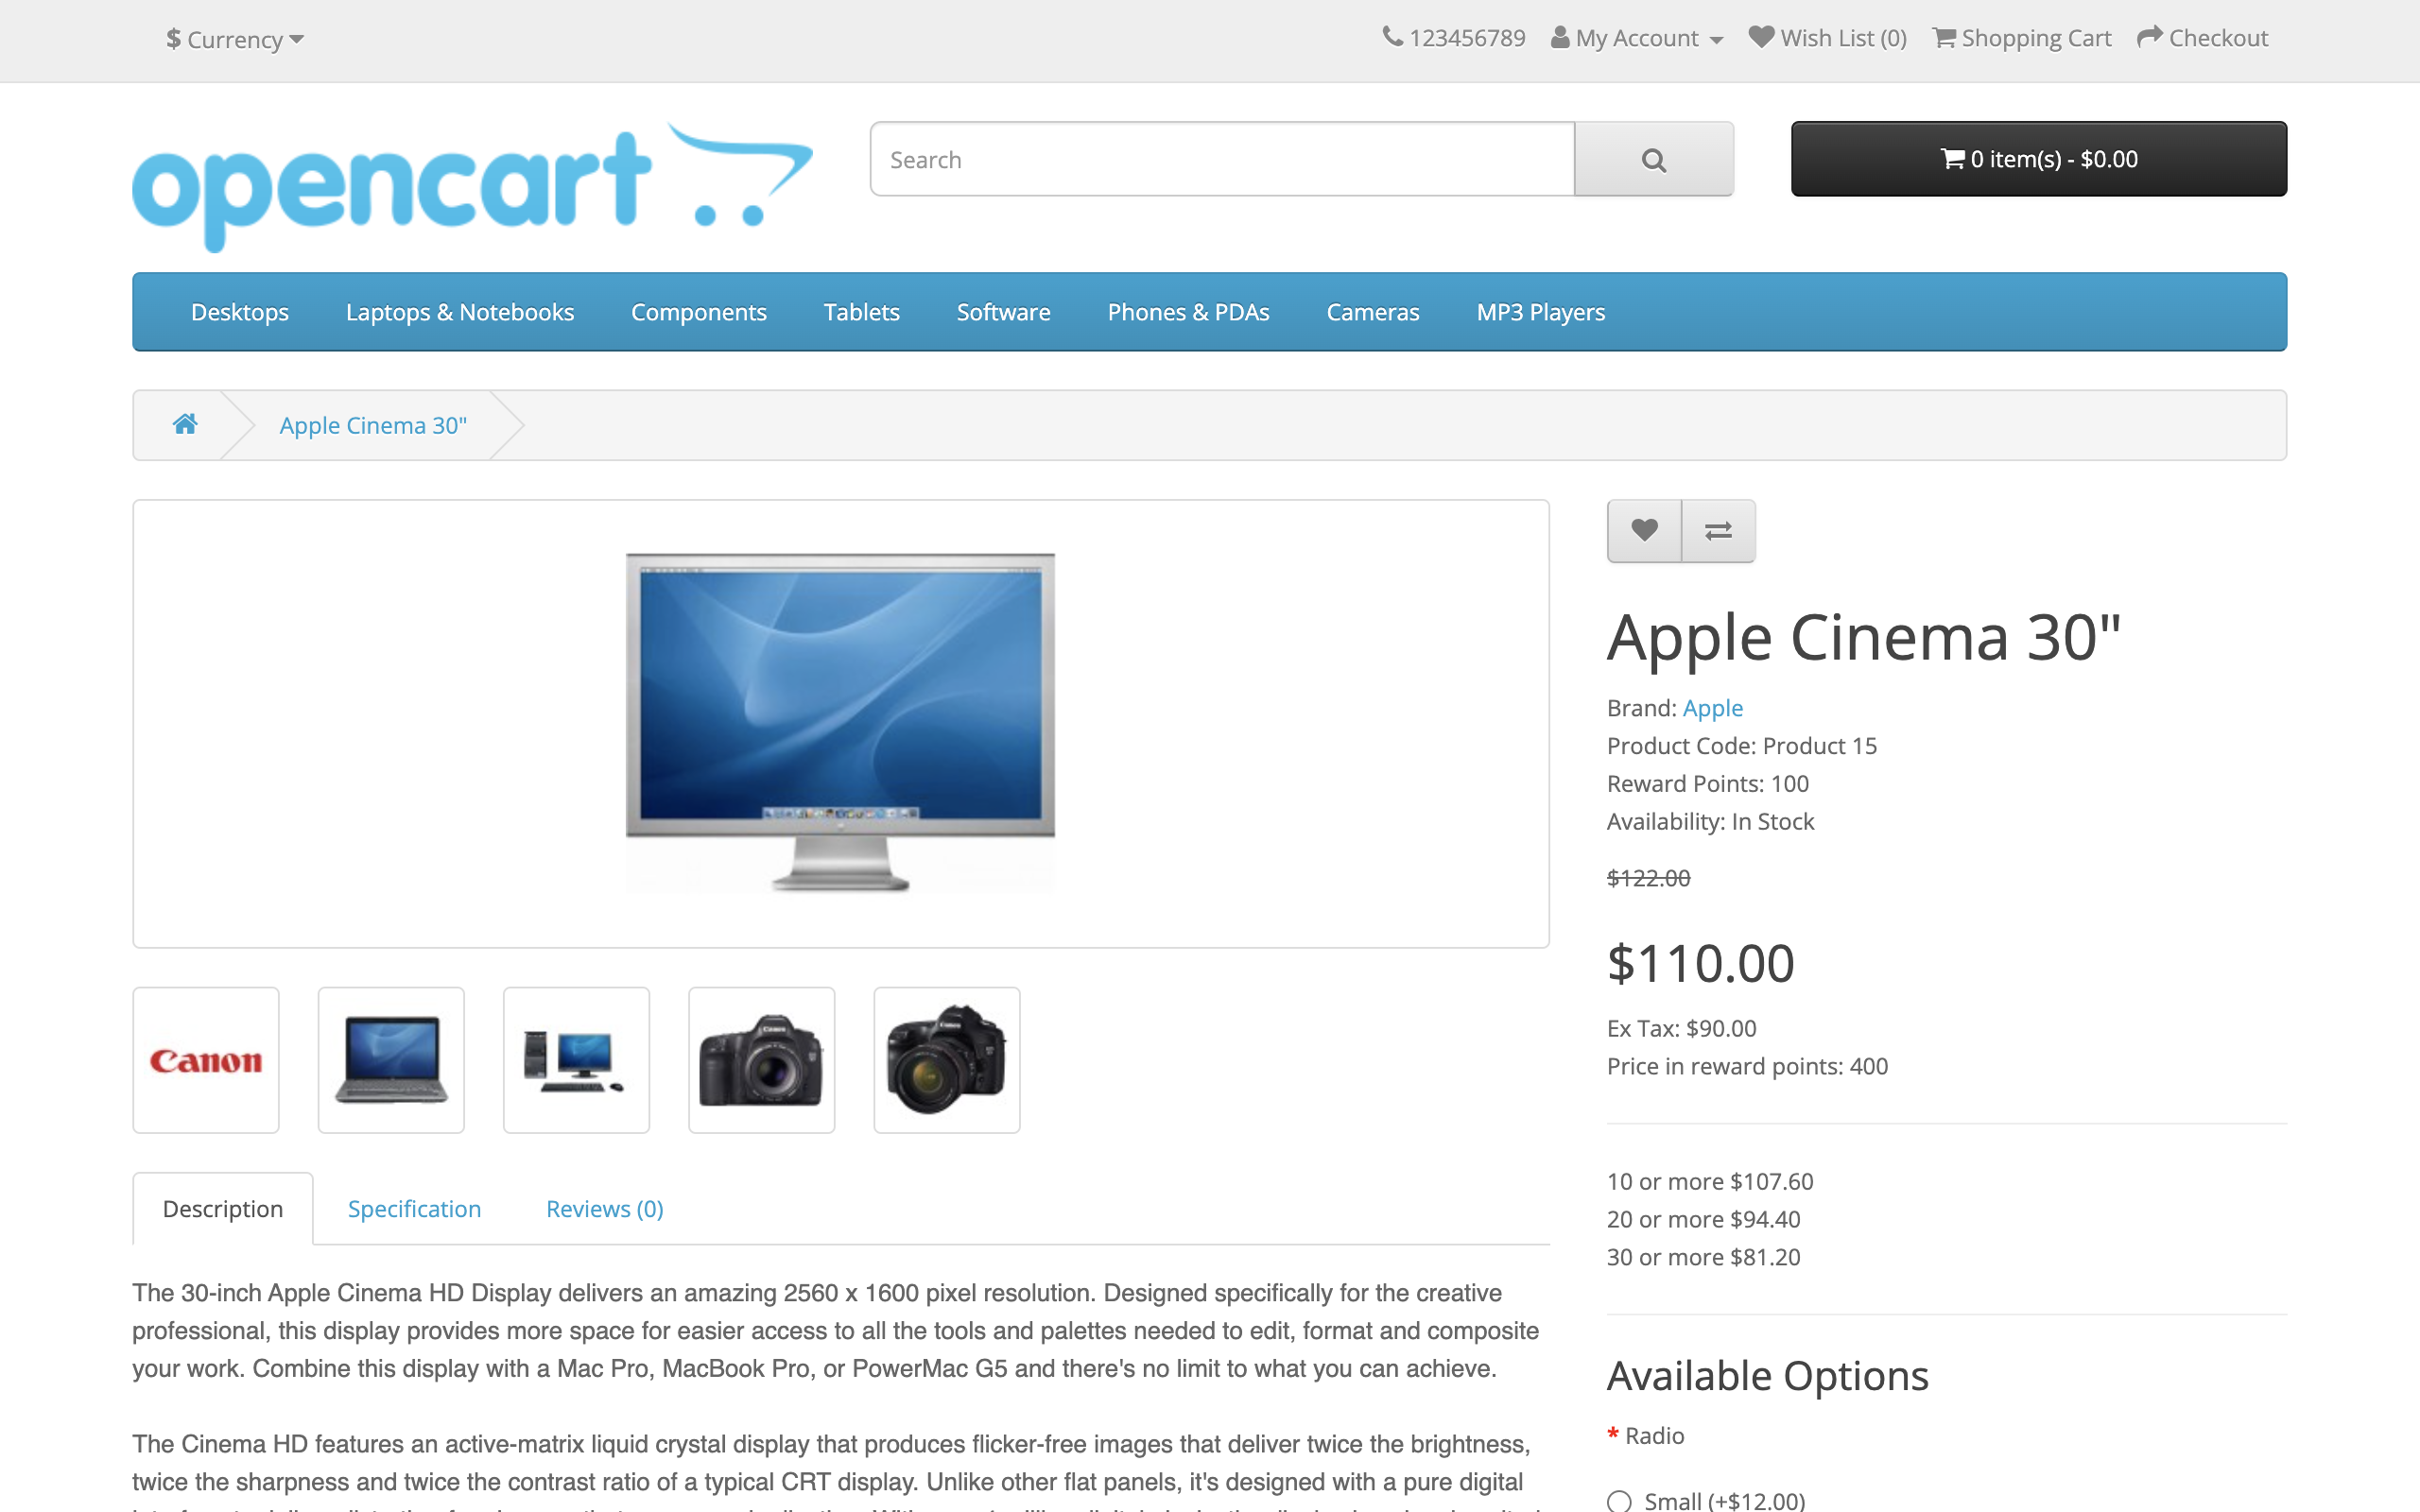 $ Currency
123456789 My Account Wish List (0) Shopping Cart Checkout
opencart
Search
0 item(s) - $0.00
Desktops Laptops & Notebooks Components Tablets Software Phones & PDAs Cameras MP3 Players
Apple Cinema 30"
Apple Cinema 30"
Brand: Apple
Product Code: Product 15
Reward Points: 100
Availability: In Stock
$122.00
$110.00
Ex Tax: $90.00
Price in reward points: 400
10 or more $107.60
20 or more $94.40
30 or more $81.20
Available Options
* Radio
Small (+$12.00)
Canon
Canon
Canon
Description Specification Reviews (0)
The 30-inch Apple Cinema HD Display delivers an amazing 2560 x 1600 pixel resolution. Designed specifically for the creative
professional, this display provides more space for easier access to all the tools and palettes needed to edit, format and composite
your work. Combine this display with a Mac Pro, MacBook Pro, or PowerMac G5 and there's no limit to what you can achieve.
The Cinema HD features an active-matrix liquid crystal display that produces flicker-free images that deliver twice the brightness,
twice the sharpness and twice the contrast ratio of a typical CRT display. Unlike other flat panels, it's designed with a pure digital